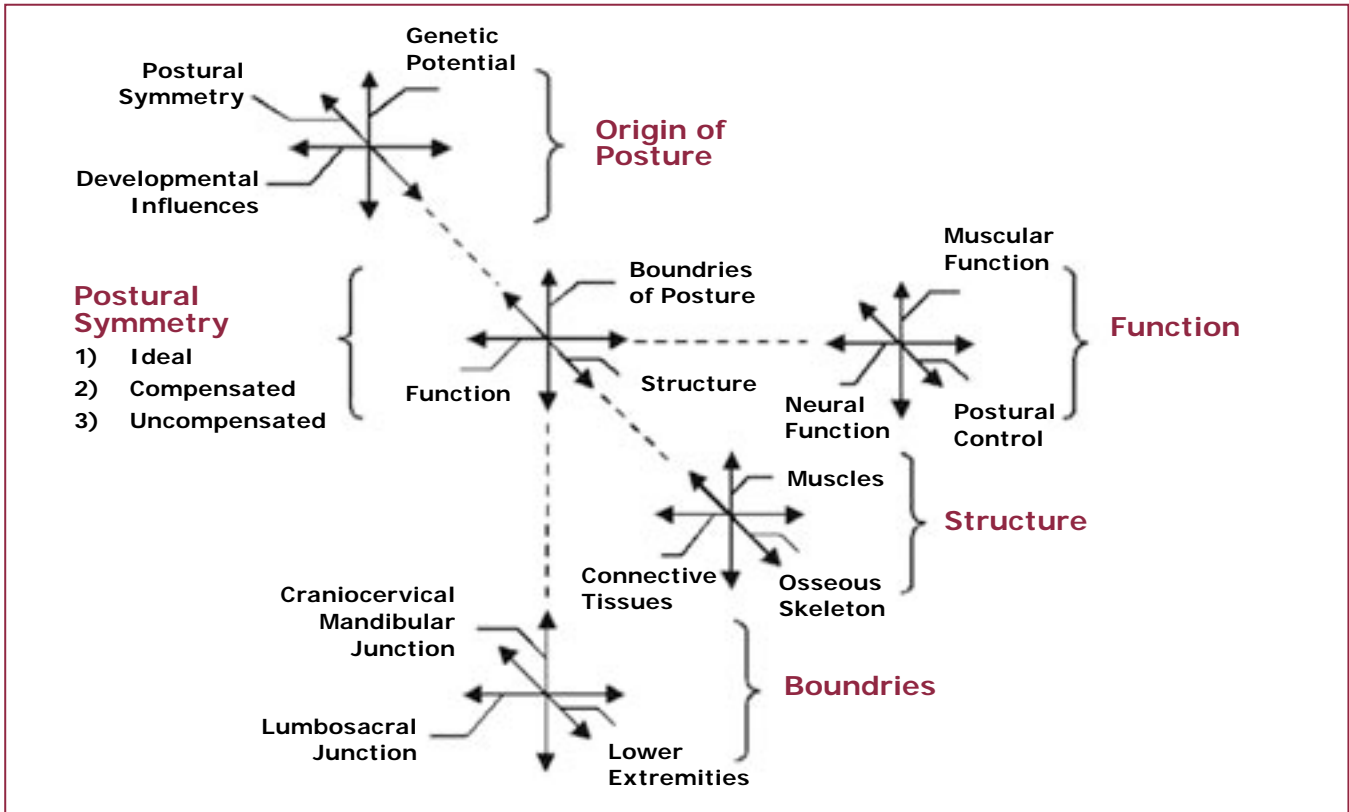 Genetic
Potential
Postural
Symmetry
Developmental
Influences
Origin of
Posture
Postural
Symmetry
1) Ideal
2) Compensated
3) Uncompensated
Boundries
of Posture
Function
Structure
Muscular
Function
Neural
Function
Postural
Control
Function
Muscles
Connective
Tissues
Osseous
Skeleton
Structure
Craniocervical
Mandibular
Junction
Lumbosacral
Junction
Lower
Extremities
Boundries